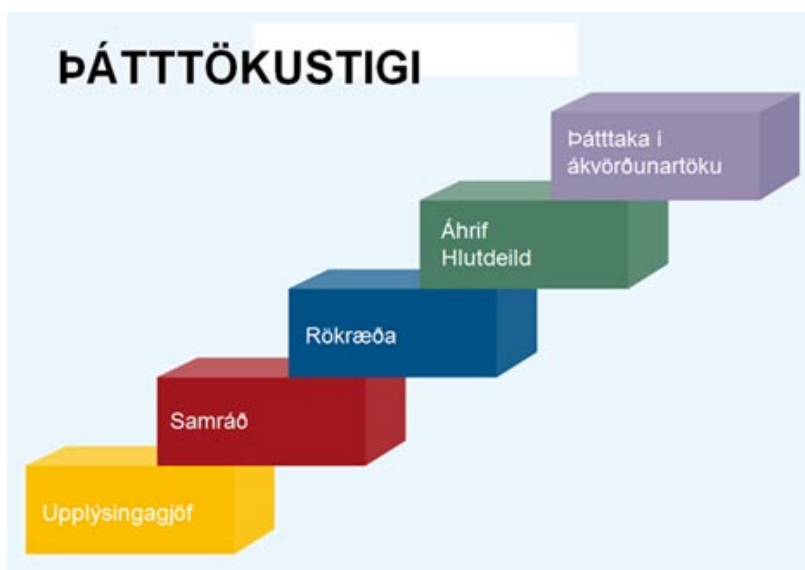 ÞÁTTTÖKUSTIGI
Þátttaka í
ákvörðunartöku
Áhrif
Hlutdeild
Rökræða
Samráð
Upplýsingagjöf